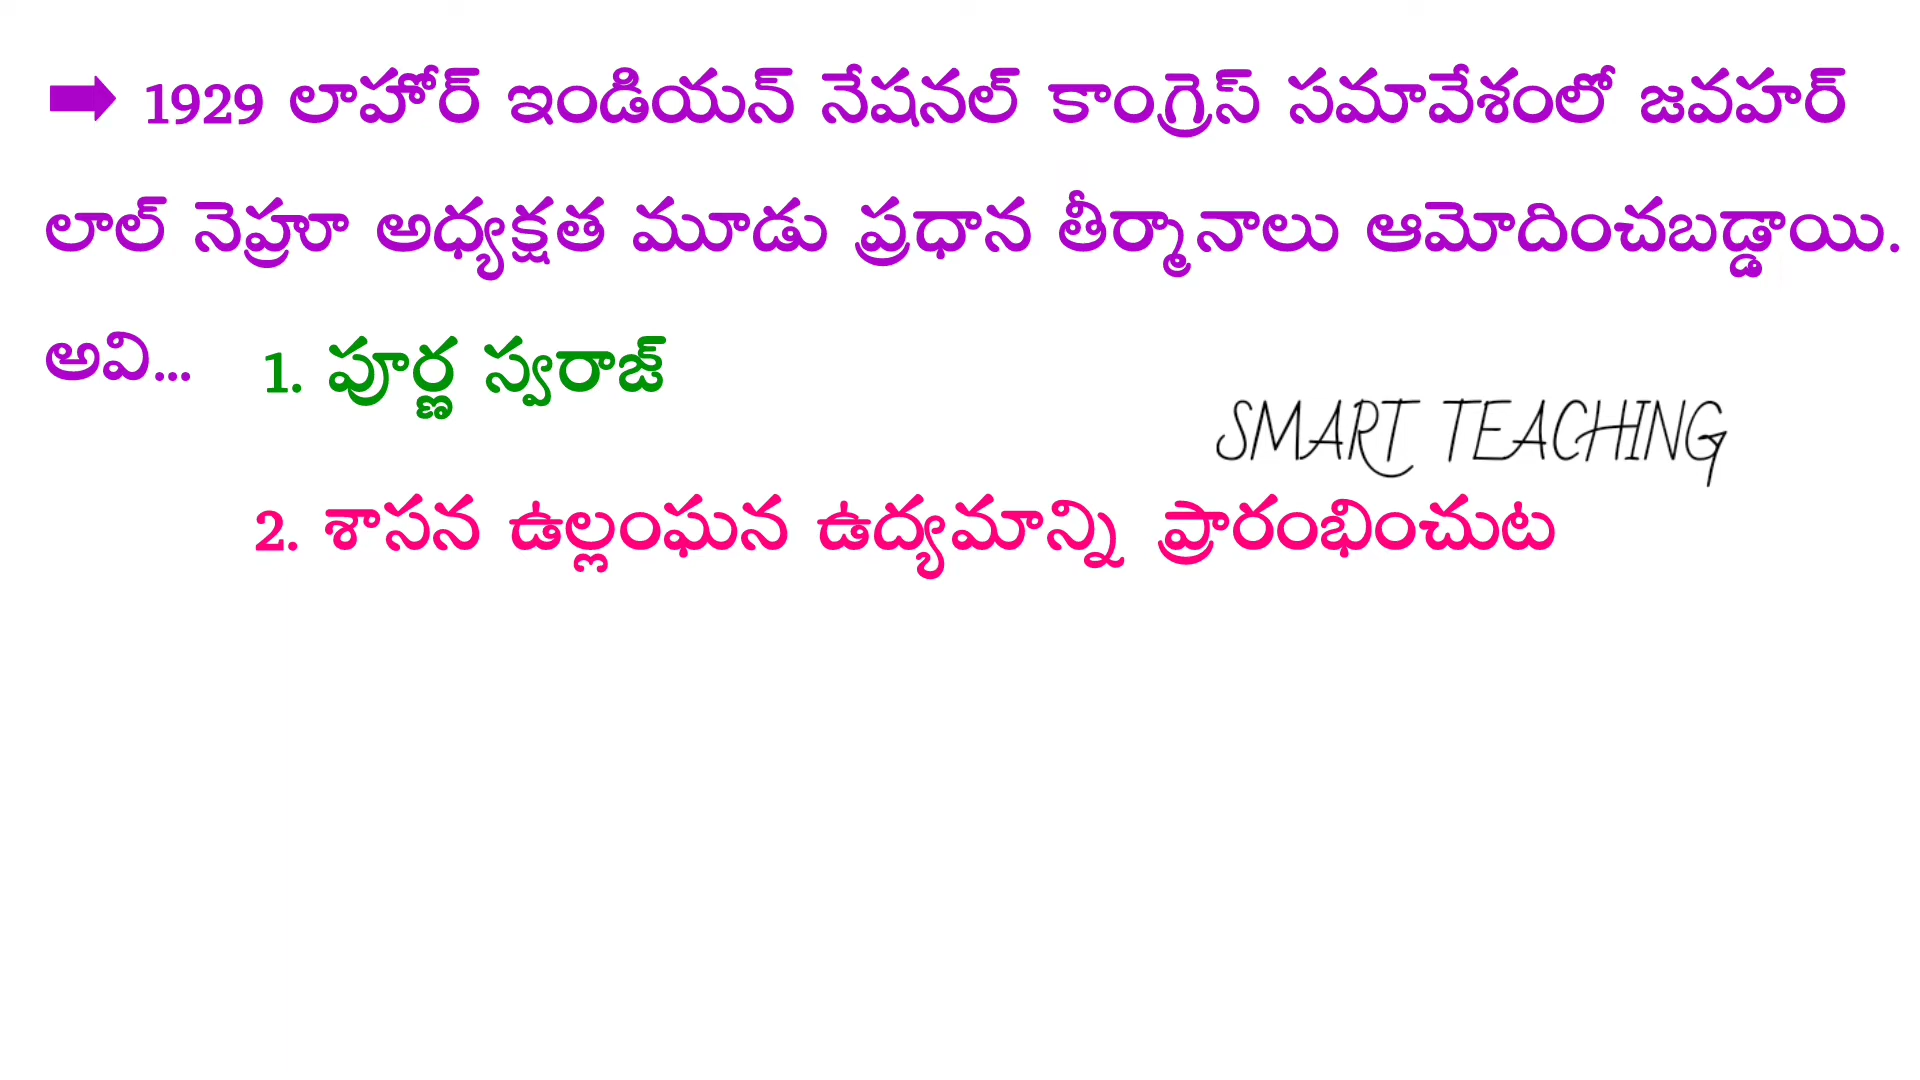 ➡ 1929 లాహోర్ ఇండియన్ నేషనల్ కాంగ్రెస్ సమావేశంలో జవహర్
లాల్ నెహ్రూ అధ్యక్షత మూడు ప్రధాన తీర్మానాలు ఆమోదించబడ్డాయి.
అవి... 1. పూర్ణ స్వరాజ్
SMART TEACHING
2. శాసన ఉల్లంఘన ఉద్యమాన్ని ప్రారంభించుట